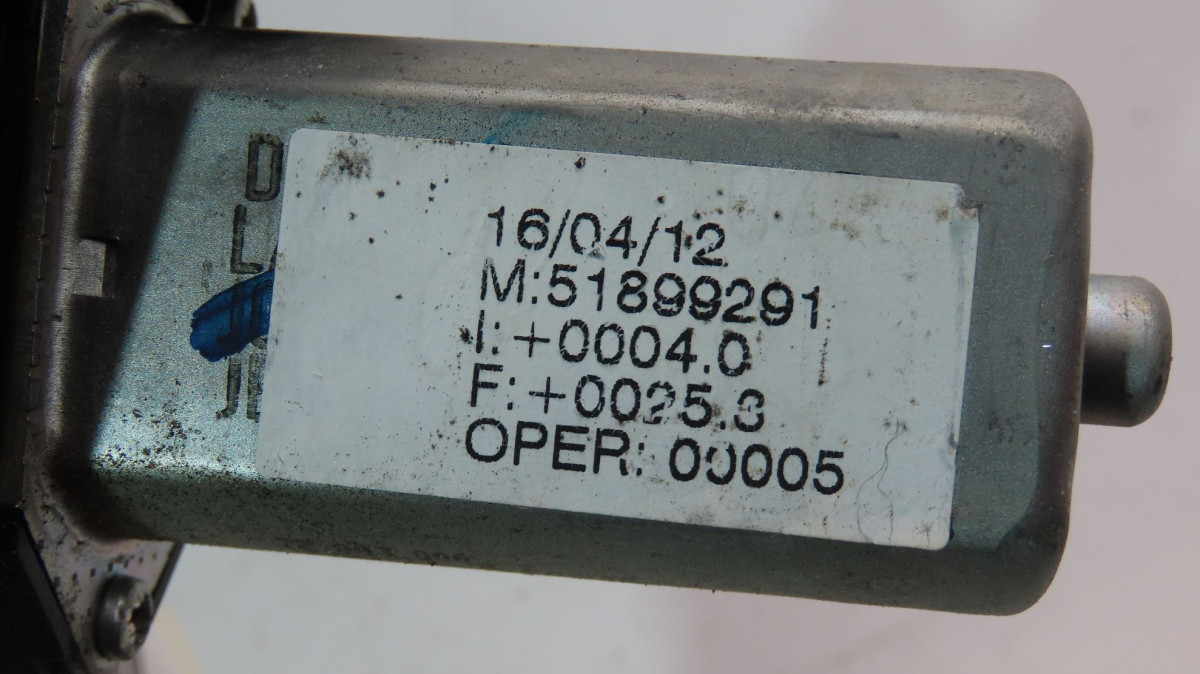 16/04/12
M:51899291
I: +0004.0
F: +0025.3
OPER: 00005